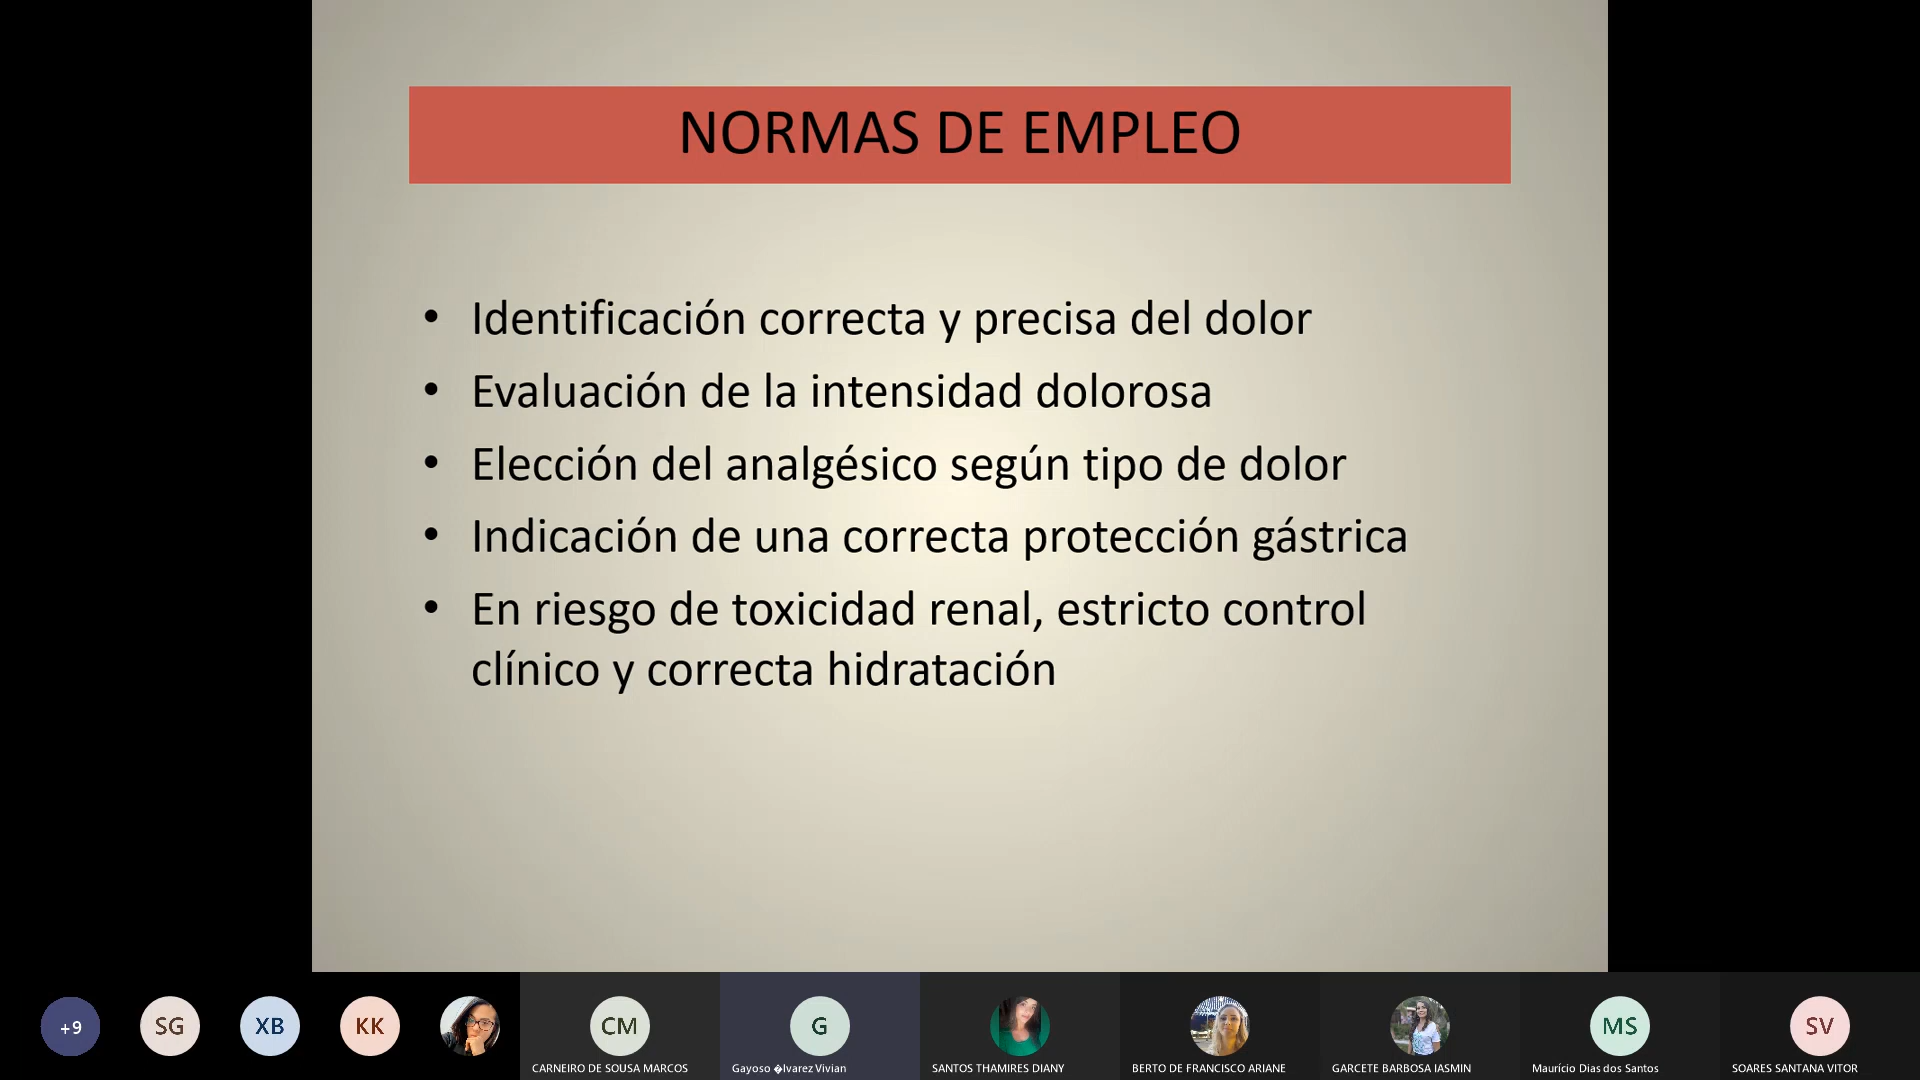 NORMAS DE EMPLEO
• Identificación correcta y precisa del dolor
• Evaluación de la intensidad dolorosa
• Elección del analgésico según tipo de dolor
• Indicación de una correcta protección gástrica
• En riesgo de toxicidad renal, estricto control
clínico y correcta hidratación
+9
SG
XB
KK
CM
G
MS
SV
CARNEIRO DE SOUSA MARCOS
Gayoso �lvarez Vivian
SANTOS THAMIRES DIANY
BERTO DE FRANCISCO ARIANE
GARCETE BARBOSA IASMIN
Maurício Dias dos Santos
SOARES SANTANA VITOR